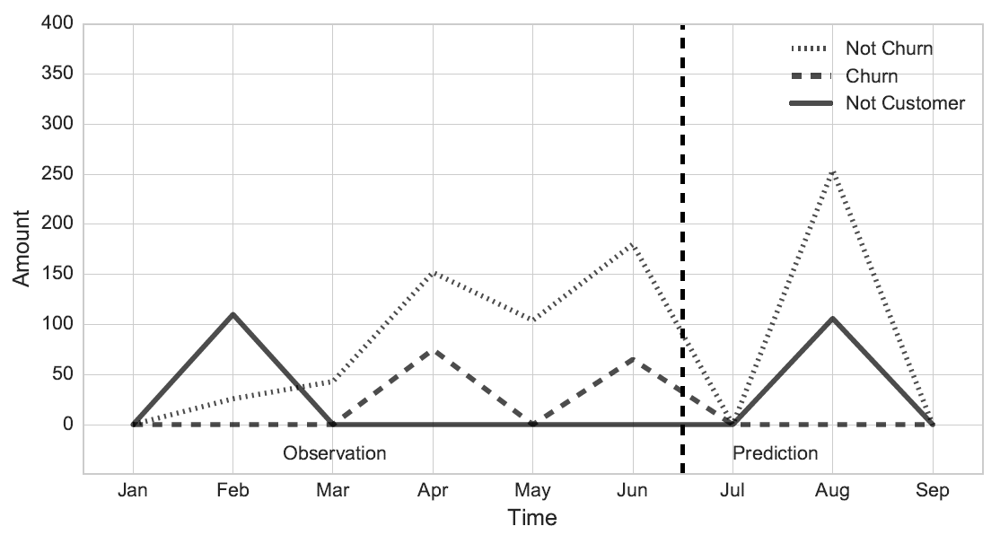 400
350
300
250
200
150
100
50
0
Amount
Not Churn
Churn
Not Customer
Observation
Prediction
Jan Feb Mar Apr May Jun Jul Aug Sep
Time